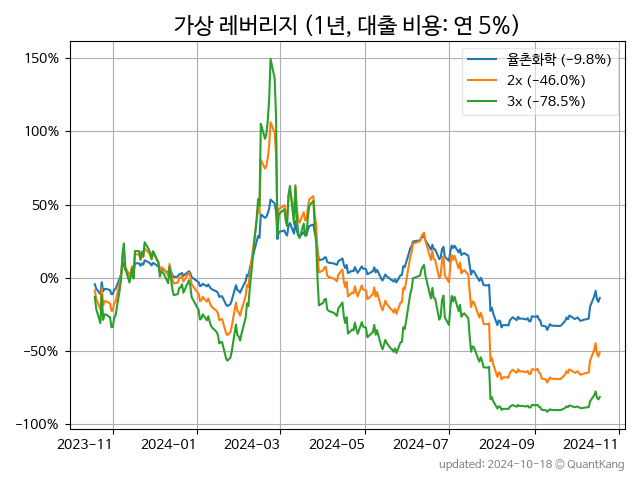 가상 레버리지 (1년, 대출 비용: 연 5%)
율촌화학 (−9.8%)
2x (−46.0%)
3x (−78.5%)
150%
100%
50%
0%
−50%
−100%
2023-11
2024-01
2024-03
2024-05
2024-07
2024-09
2024-11
updated: 2024-10-18 @ QuantKang